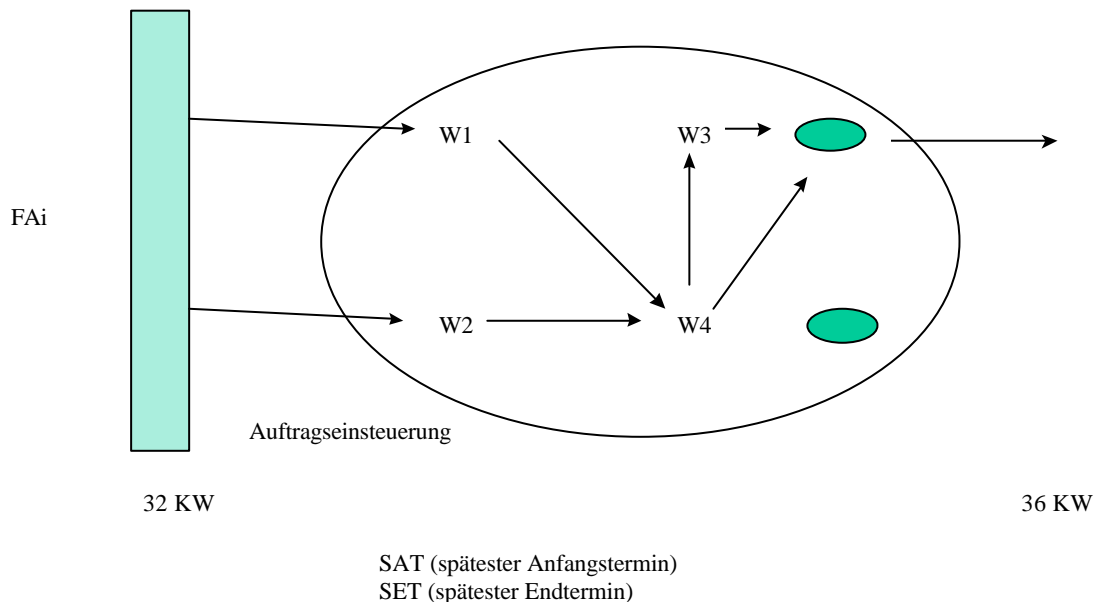 W1
W3
FAi
W2
W4
Auftragseinsteuerung
32 KW
36 KW
SAT (spätester Anfangstermin)
SET (spätester Endtermin)